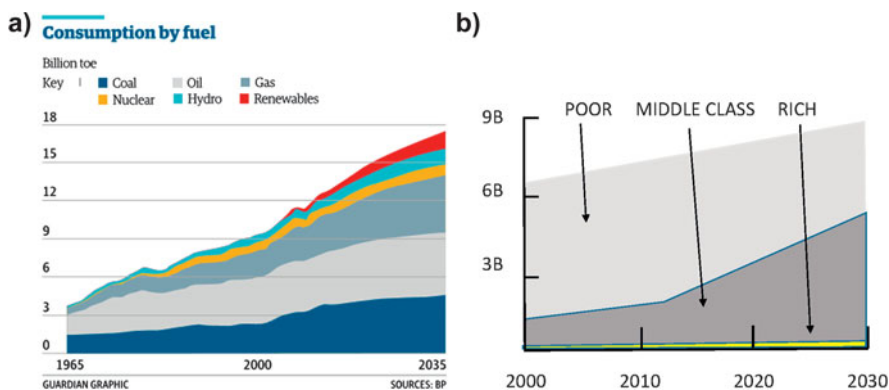 a)
Consumption by fuel
Billion toe
Key
Coal
Oil
Gas
Nuclear
Hydro
Renewables
18
15
12
9
6
3
0
1965
2000
2035
GUARDIAN GRAPHIC
SOURCES: BP
b)
POOR
MIDDLE CLASS
RICH
9B
6B
3B
2000
2010
2020
2030